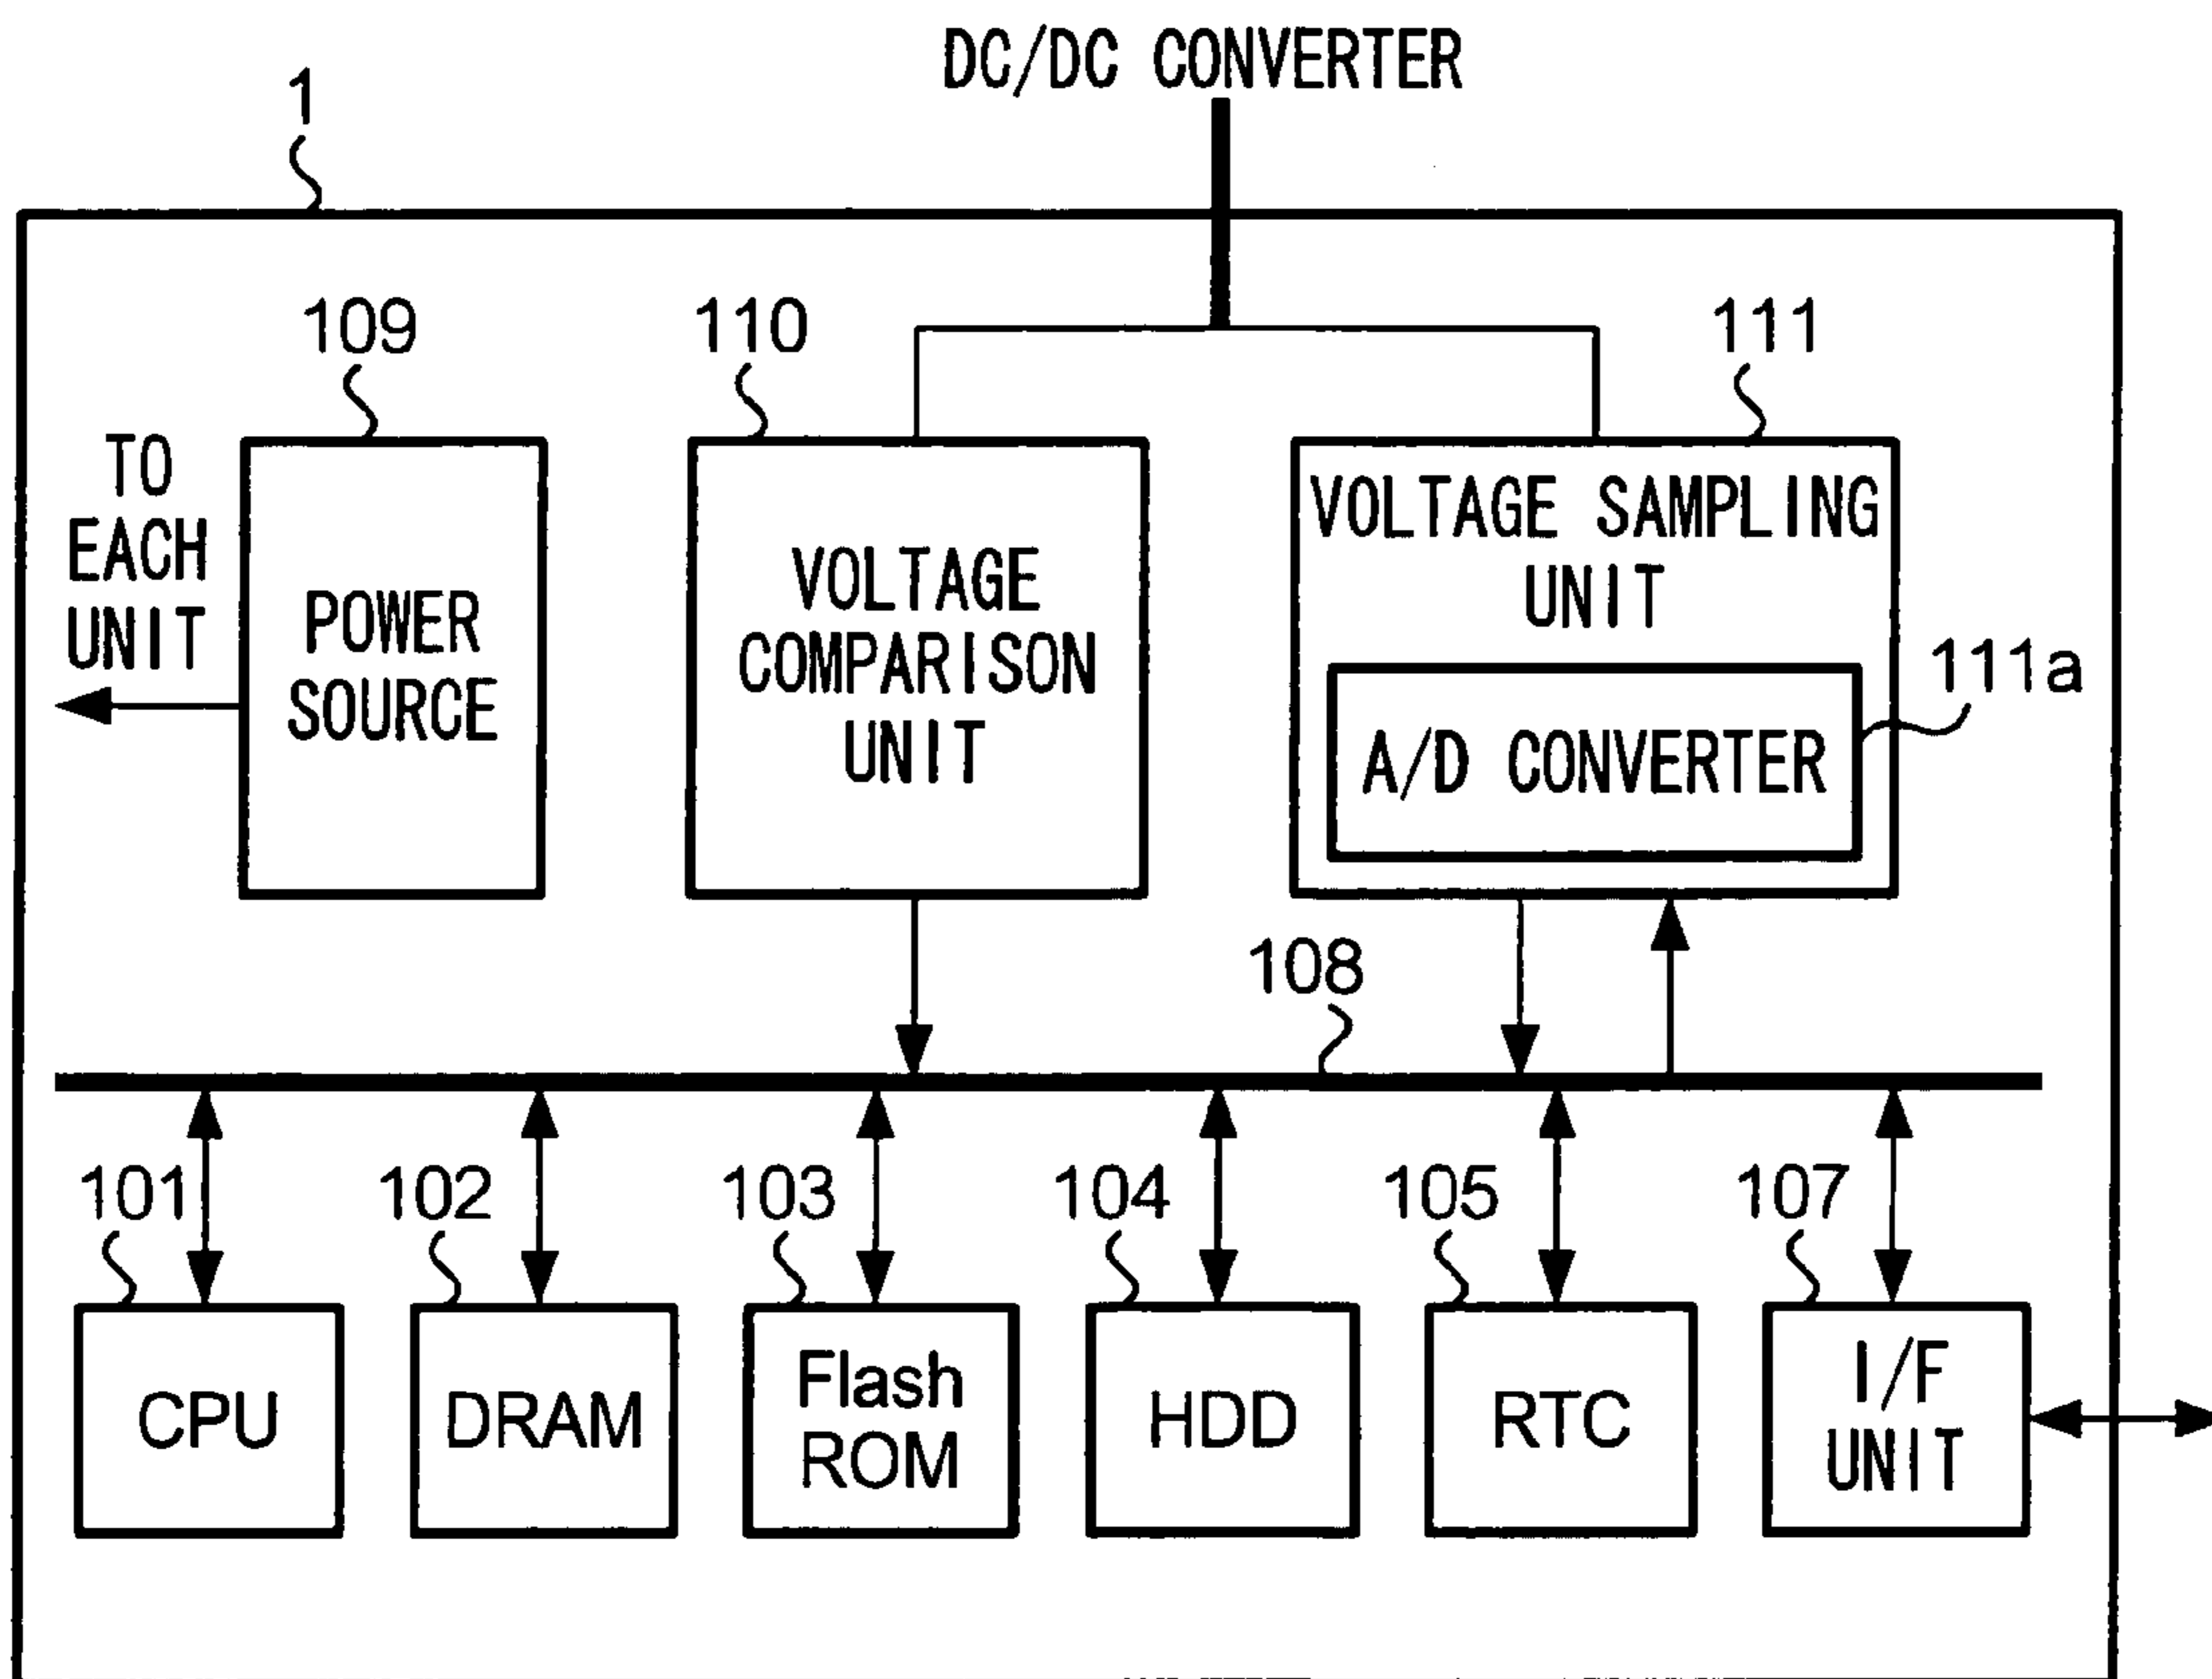 DC/DC CONVERTER
1
109
110
111
TO
EACH
UNIT
POWER
SOURCE
VOLTAGE
COMPARISON
UNIT
VOLTAGE SAMPLING
UNIT
111a
A/D CONVERTER
108
101
102
103
104
105
107
CPU
DRAM
Flash
ROM
HDD
RTC
I/F
UNIT